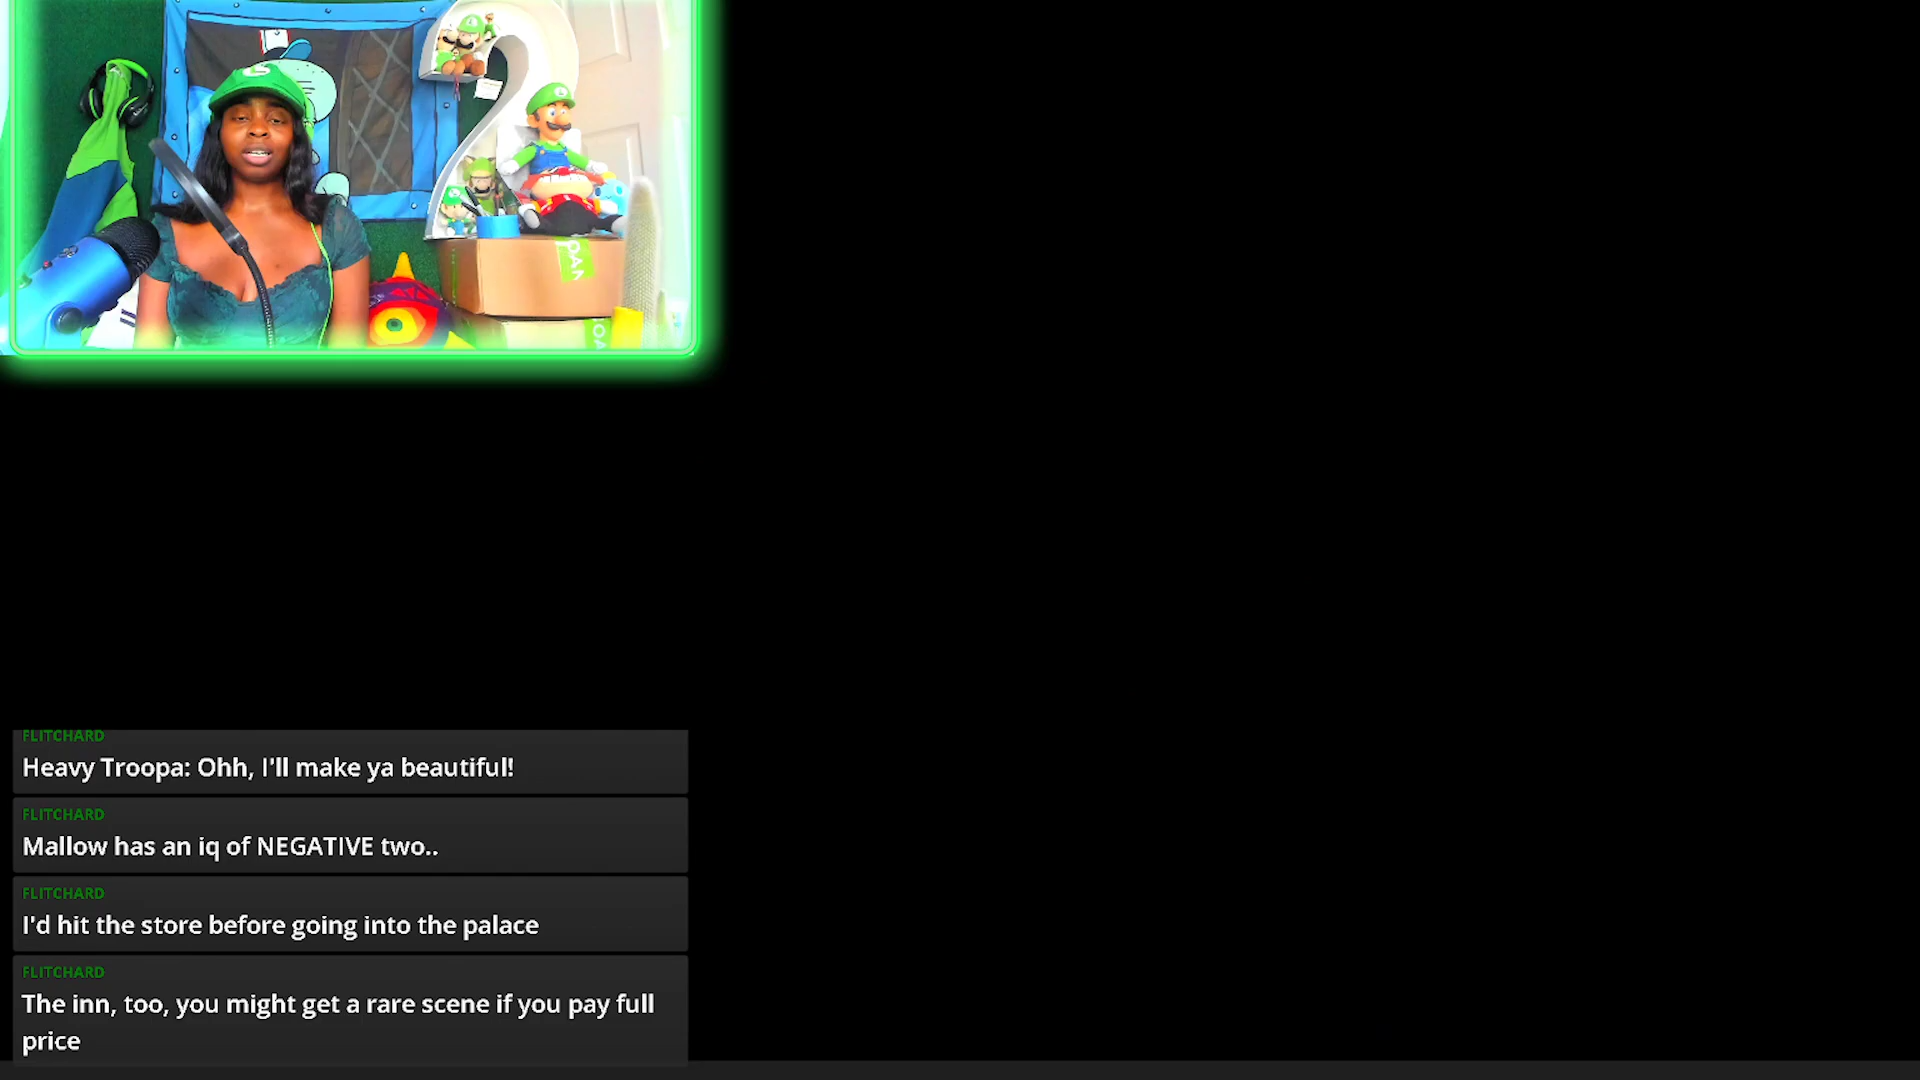 FLITCHARD
Heavy Troopa: Ohh, I'll make ya beautiful!
FLITCHARD
Mallow has an iq of NEGATIVE two..
FLITCHARD
I'd hit the store before going into the palace
FLITCHARD
The inn, too, you might get a rare scene if you pay full
price